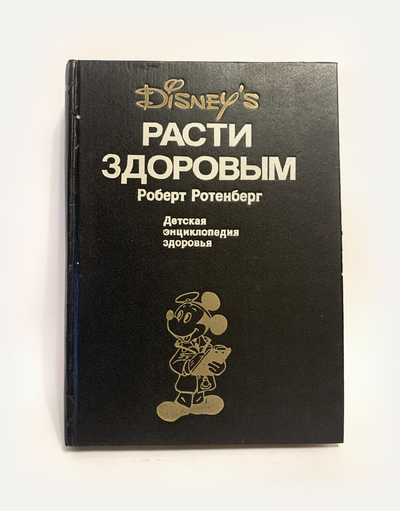 Disney's
РАСТИ
ЗДОРОВЫМ
Роберт Ротенберг
Детская
энциклопедия
здоровья